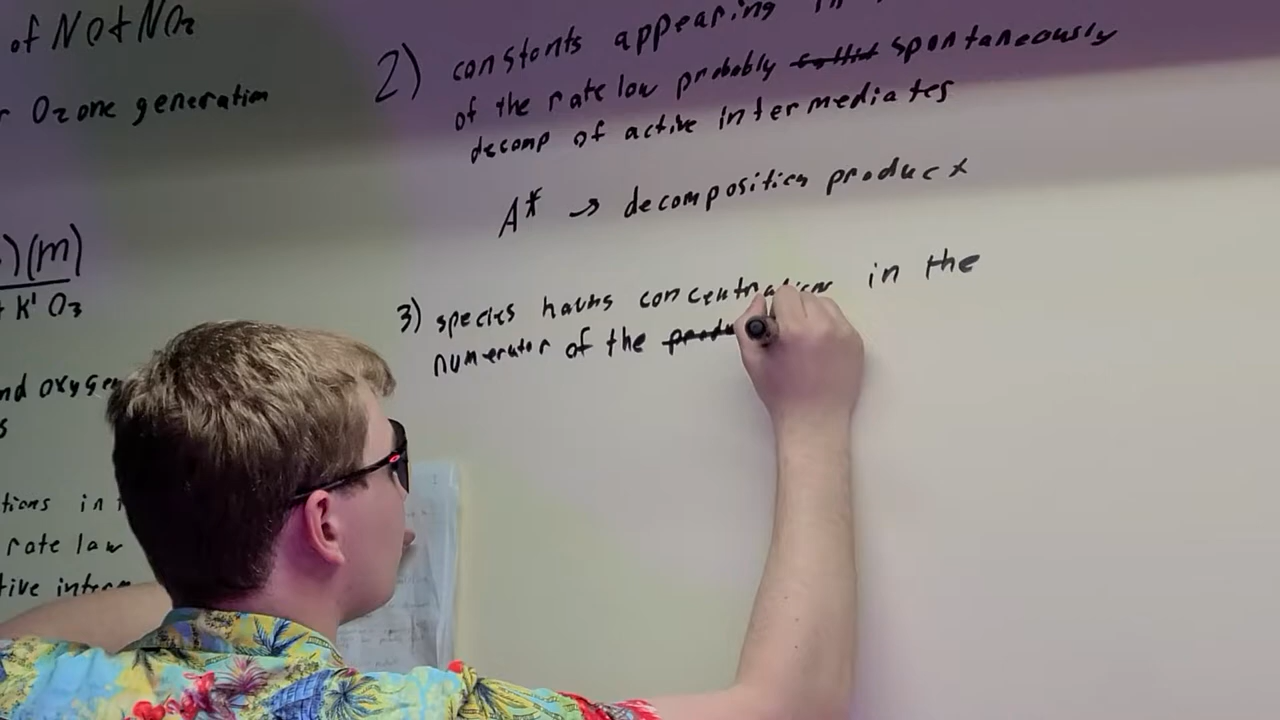 of NO+NO₂
Ozone generation
)(m)
+ K' O₃
nd oxygen
s
tions in
rate law
tive interm
2) constants appearing in
of the rate law probably spontaneously
decomp of active intermediates
A* → decomposition product
3) species having concentration in the
numerator of the